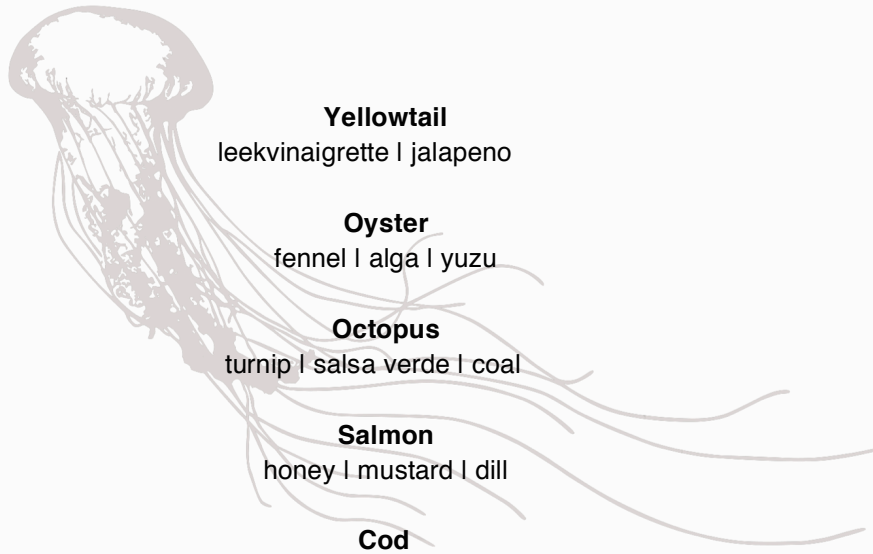 Yellowtail
leekvinaigrette l jalapeno
Oyster
fennel l alga l yuzu
Octopus
turnip l salsa verde l coal
Salmon
honey l mustard l dill
Cod